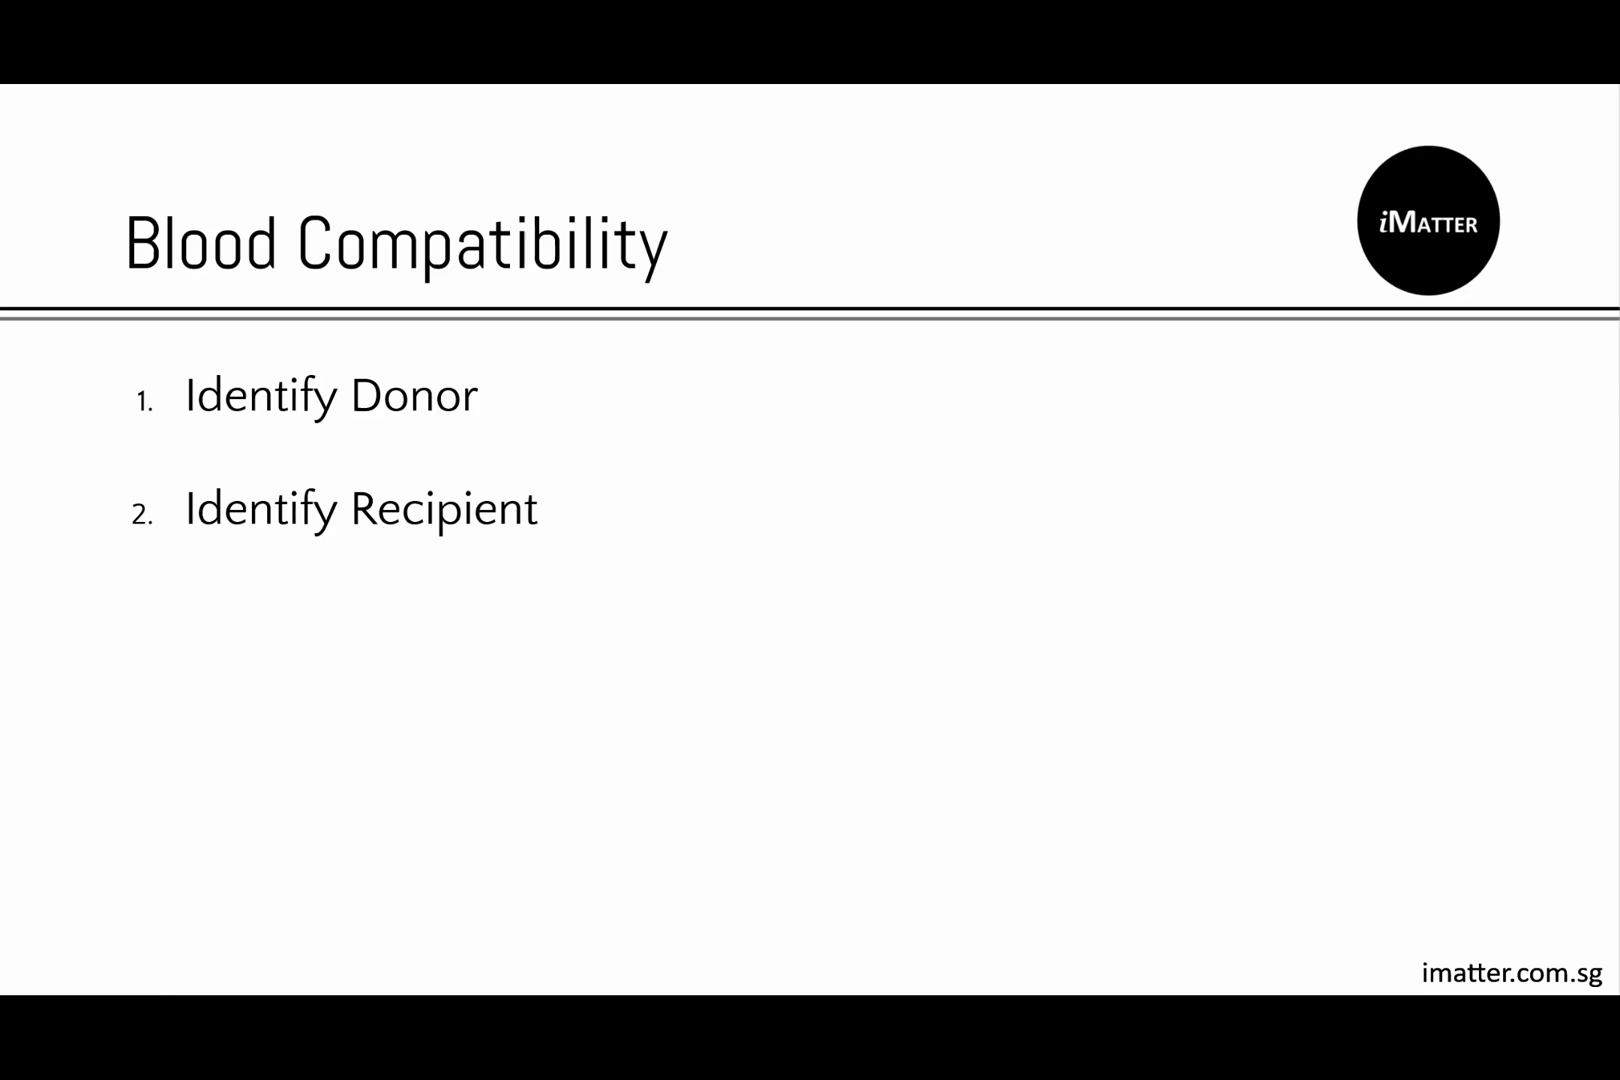 Blood Compatibility
iMATTER
1. Identify Donor
2. Identify Recipient
imatter.com.sg